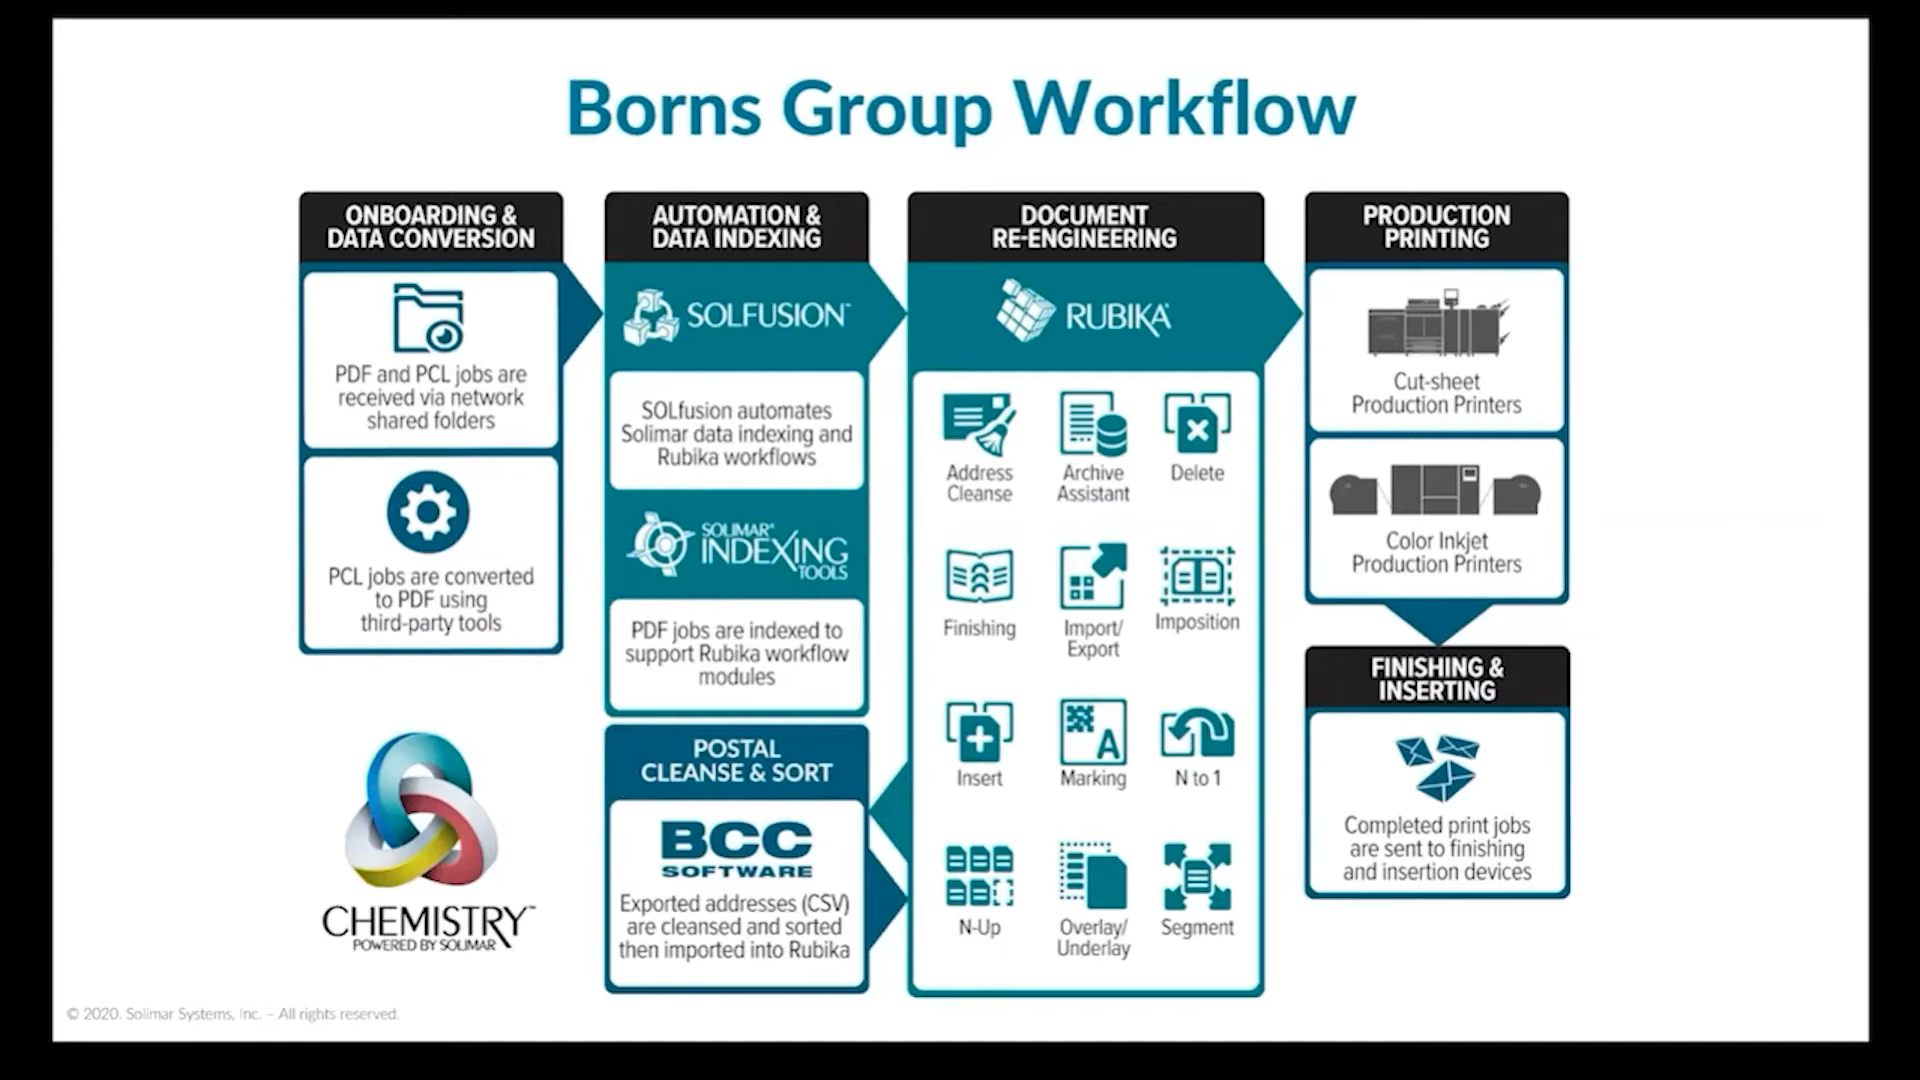 Borns Group Workflow
ONBOARDING &
DATA CONVERSION
PDF and PCL jobs are
received via network
shared folders
PCL jobs are converted
to PDF using
third-party tools
CHEMISTRY™
POWERED BY SOLIMAR
AUTOMATION &
DATA INDEXING
SOLFUSION™
SOLfusion automates
Solimar data indexing and
Rubika workflows
SOLIMAR®
INDEXING
TOOLS
PDF jobs are indexed to
support Rubika workflow
modules
POSTAL
CLEANSE & SORT
BCC
SOFTWARE
Exported addresses (CSV)
are cleansed and sorted
then imported into Rubika
DOCUMENT
RE-ENGINEERING
RUBIKA®
Address
Cleanse
Archive
Assistant
Delete
Finishing
Import/
Export
Imposition
Insert
A
Marking
N to 1
N-Up
Overlay/
Underlay
Segment
PRODUCTION
PRINTING
Cut-sheet
Production Printers
Color Inkjet
Production Printers
FINISHING &
INSERTING
Completed print jobs
are sent to finishing
and insertion devices
© 2020. Solimar Systems, Inc. – All rights reserved.